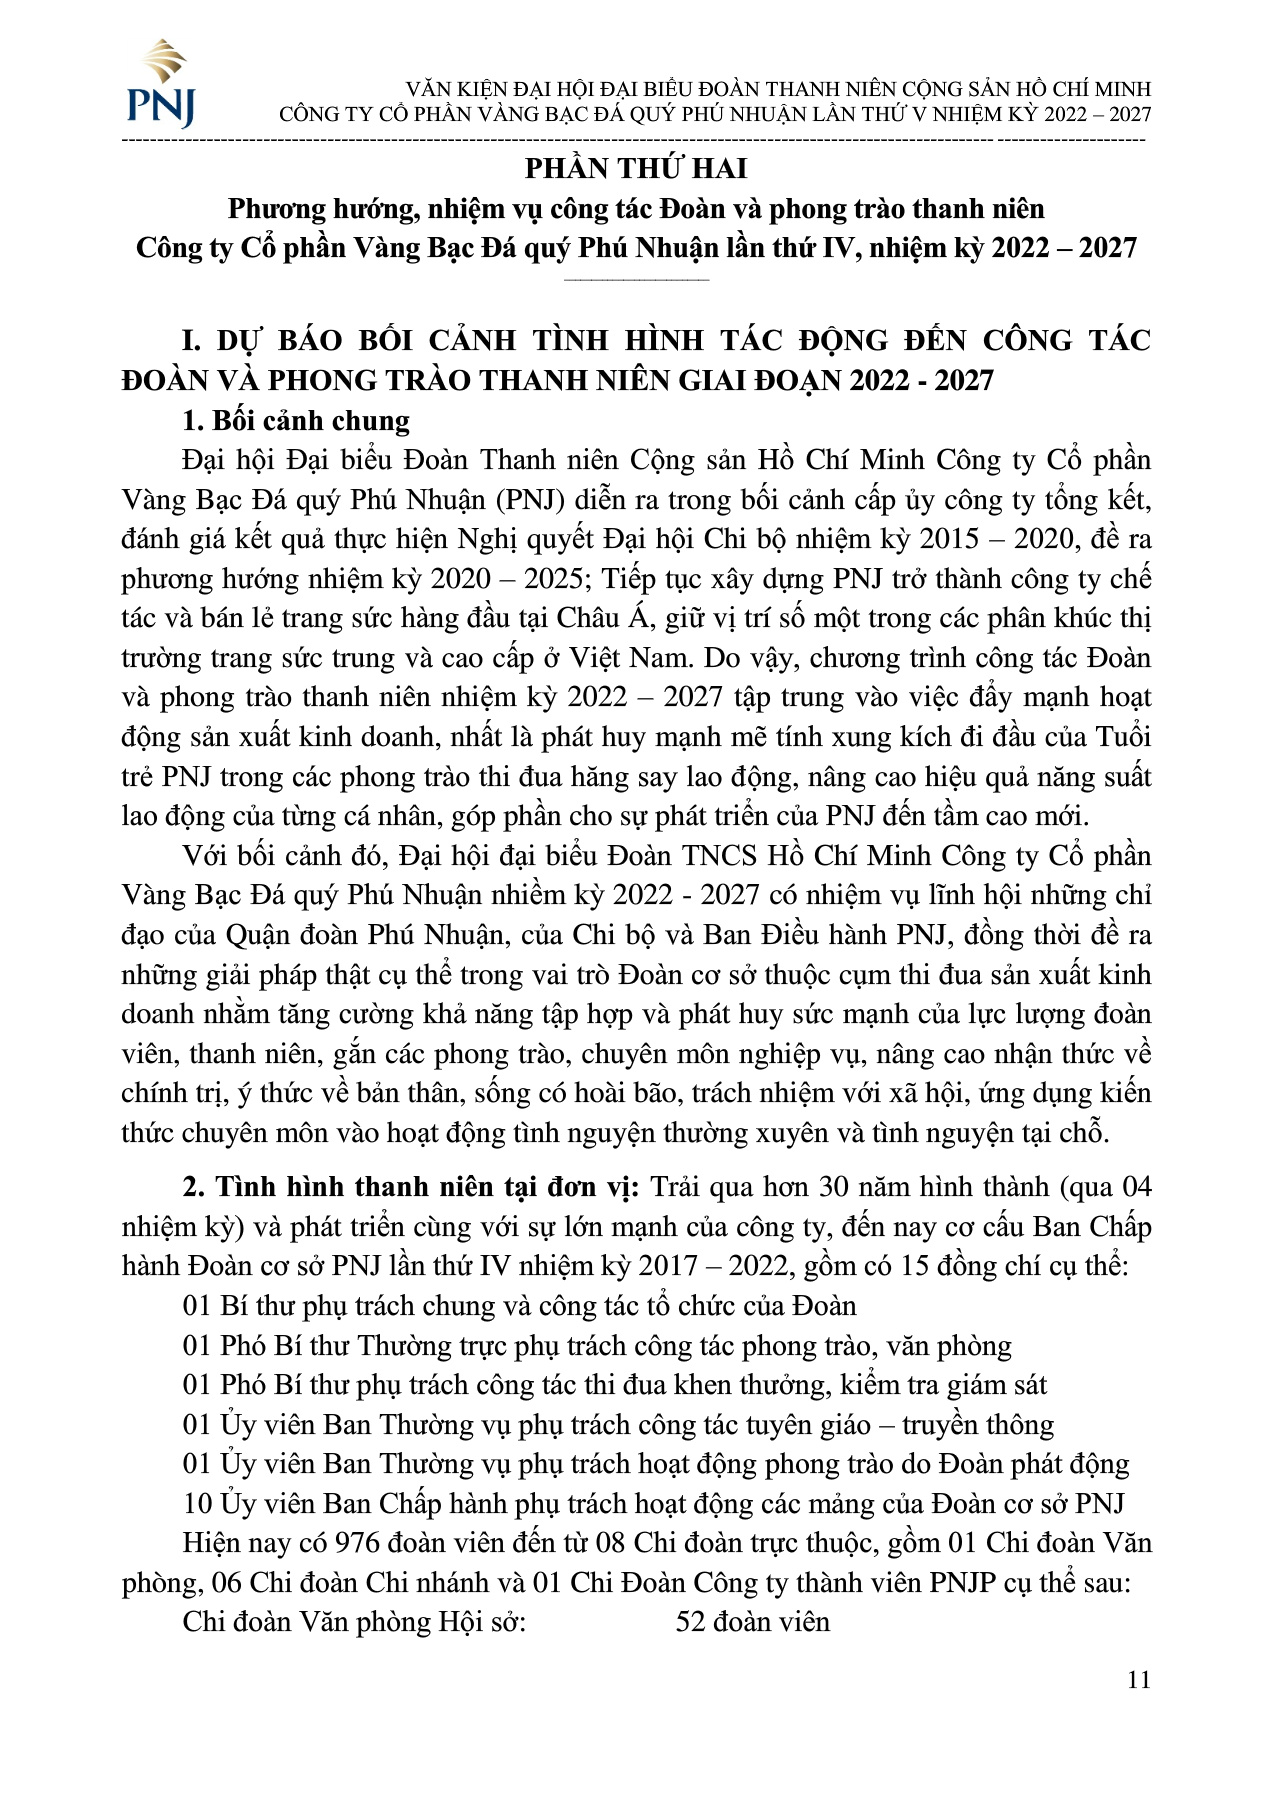 PNJ
VĂN KIỆN ĐẠI HỘI ĐẠI BIỂU ĐOÀN THANH NIÊN CỘNG SẢN HỒ CHÍ MINH
CÔNG TY CỔ PHẦN VÀNG BẠC ĐÁ QUÝ PHÚ NHUẬN LẦN THỨ V NHIỆM KỲ 2022 – 2027
PHẦN THỨ HAI
Phương hướng, nhiệm vụ công tác Đoàn và phong trào thanh niên
Công ty Cổ phần Vàng Bạc Đá quý Phú Nhuận lần thứ IV, nhiệm kỳ 2022 – 2027
I. DỰ BÁO BỐI CẢNH TÌNH HÌNH TÁC ĐỘNG ĐẾN CÔNG TÁC
ĐOÀN VÀ PHONG TRÀO THANH NIÊN GIAI ĐOẠN 2022 - 2027
1. Bối cảnh chung
Đại hội Đại biểu Đoàn Thanh niên Cộng sản Hồ Chí Minh Công ty Cổ phần
Vàng Bạc Đá quý Phú Nhuận (PNJ) diễn ra trong bối cảnh cấp ủy công ty tổng kết,
đánh giá kết quả thực hiện Nghị quyết Đại hội Chi bộ nhiệm kỳ 2015 – 2020, đề ra
phương hướng nhiệm kỳ 2020 – 2025; Tiếp tục xây dựng PNJ trở thành công ty chế
tác và bán lẻ trang sức hàng đầu tại Châu Á, giữ vị trí số một trong các phân khúc thị
trường trang sức trung và cao cấp ở Việt Nam. Do vậy, chương trình công tác Đoàn
và phong trào thanh niên nhiệm kỳ 2022 – 2027 tập trung vào việc đẩy mạnh hoạt
động sản xuất kinh doanh, nhất là phát huy mạnh mẽ tính xung kích đi đầu của Tuổi
trẻ PNJ trong các phong trào thi đua hăng say lao động, nâng cao hiệu quả năng suất
lao động của từng cá nhân, góp phần cho sự phát triển của PNJ đến tầm cao mới.
Với bối cảnh đó, Đại hội đại biểu Đoàn TNCS Hồ Chí Minh Công ty Cổ phần
Vàng Bạc Đá quý Phú Nhuận nhiềm kỳ 2022 - 2027 có nhiệm vụ lĩnh hội những chỉ
đạo của Quận đoàn Phú Nhuận, của Chi bộ và Ban Điều hành PNJ, đồng thời đề ra
những giải pháp thật cụ thể trong vai trò Đoàn cơ sở thuộc cụm thi đua sản xuất kinh
doanh nhằm tăng cường khả năng tập hợp và phát huy sức mạnh của lực lượng đoàn
viên, thanh niên, gắn các phong trào, chuyên môn nghiệp vụ, nâng cao nhận thức về
chính trị, ý thức về bản thân, sống có hoài bão, trách nhiệm với xã hội, ứng dụng kiến
thức chuyên môn vào hoạt động tình nguyện thường xuyên và tình nguyện tại chỗ.
2. Tình hình thanh niên tại đơn vị: Trải qua hơn 30 năm hình thành (qua 04
nhiệm kỳ) và phát triển cùng với sự lớn mạnh của công ty, đến nay cơ cấu Ban Chấp
hành Đoàn cơ sở PNJ lần thứ IV nhiệm kỳ 2017 – 2022, gồm có 15 đồng chí cụ thể:
01 Bí thư phụ trách chung và công tác tổ chức của Đoàn
01 Phó Bí thư Thường trực phụ trách công tác phong trào, văn phòng
01 Phó Bí thư phụ trách công tác thi đua khen thưởng, kiểm tra giám sát
01 Ủy viên Ban Thường vụ phụ trách công tác tuyên giáo – truyền thông
01 Ủy viên Ban Thường vụ phụ trách hoạt động phong trào do Đoàn phát động
10 Ủy viên Ban Chấp hành phụ trách hoạt động các mảng của Đoàn cơ sở PNJ
Hiện nay có 976 đoàn viên đến từ 08 Chi đoàn trực thuộc, gồm 01 Chi đoàn Văn
phòng, 06 Chi đoàn Chi nhánh và 01 Chi Đoàn Công ty thành viên PNJP cụ thể sau:
Chi đoàn Văn phòng Hội sở: 52 đoàn viên
11